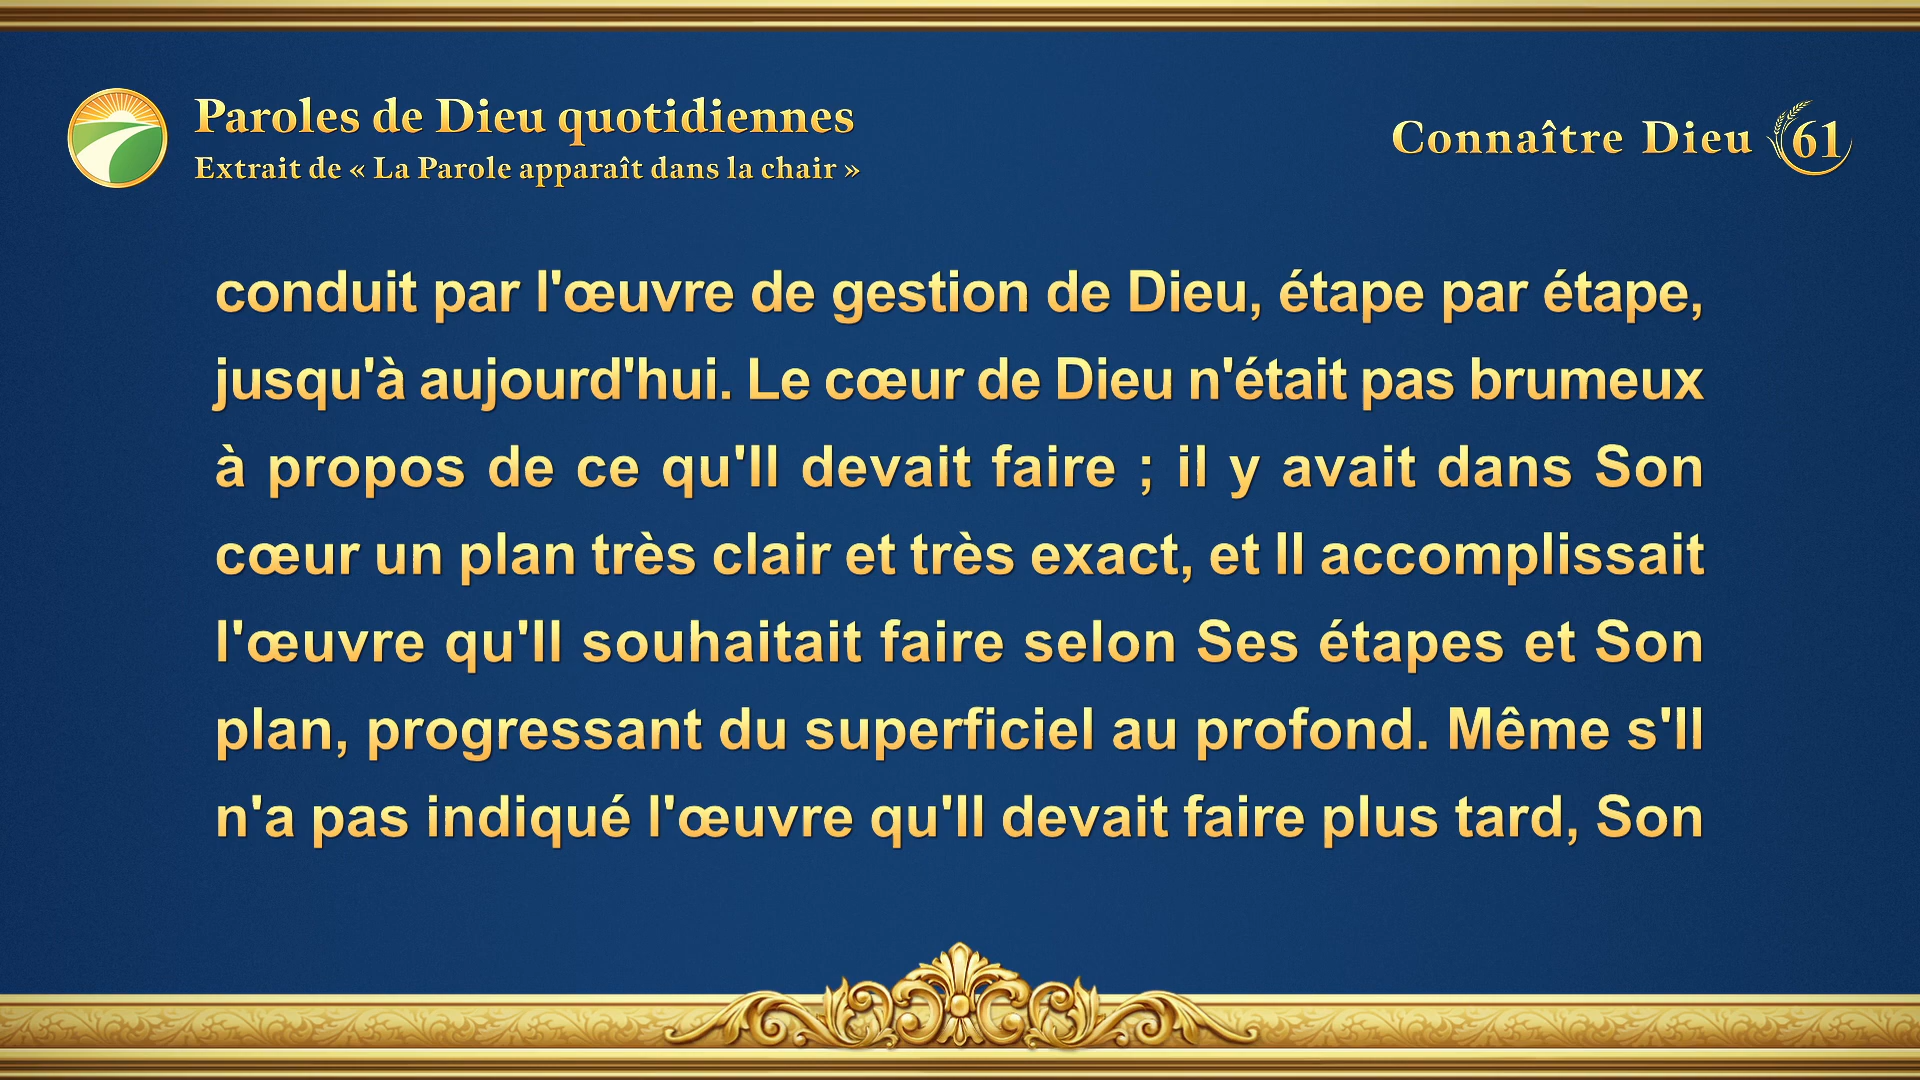 Paroles de Dieu quotidiennes
Extrait de « La Parole apparaît dans la chair »
Connaître Dieu 61
conduit par l'œuvre de gestion de Dieu, étape par étape,
jusqu'à aujourd'hui. Le cœur de Dieu n'était pas brumeux
à propos de ce qu'Il devait faire ; il y avait dans Son
cœur un plan très clair et très exact, et Il accomplissait
l'œuvre qu'Il souhaitait faire selon Ses étapes et Son
plan, progressant du superficiel au profond. Même s'Il
n'a pas indiqué l'œuvre qu'Il devait faire plus tard, Son